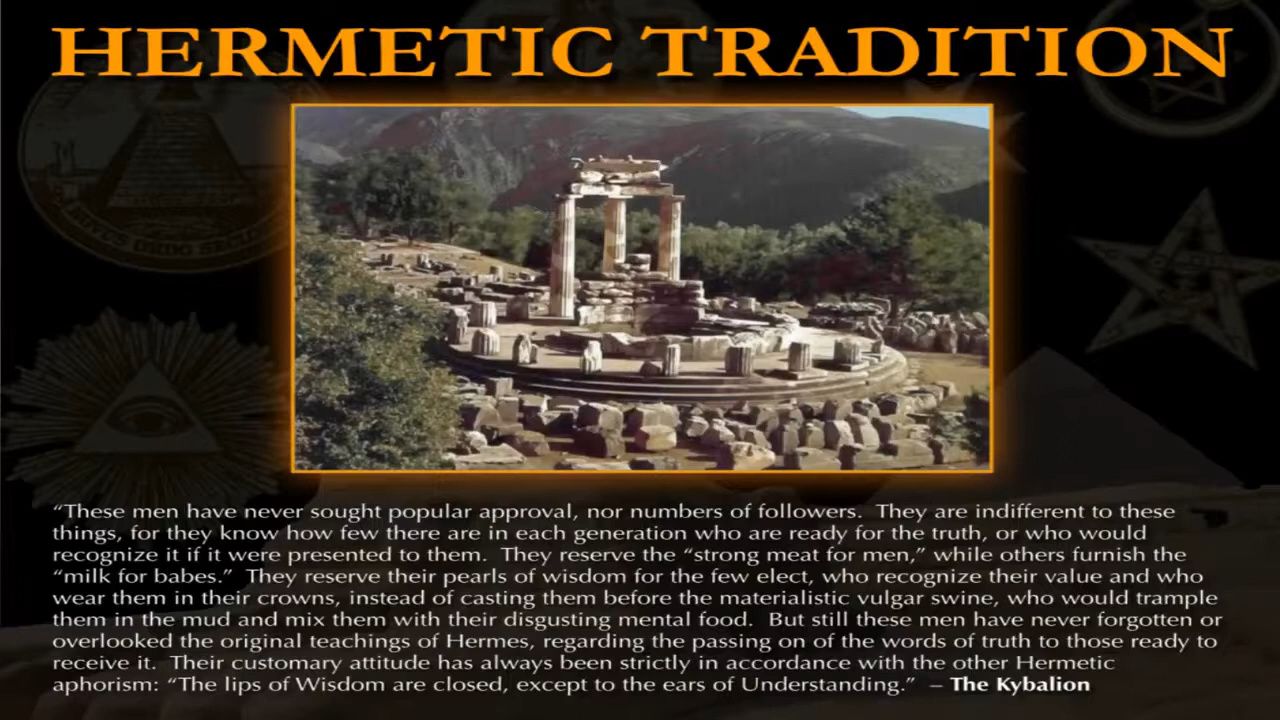 HERMETIC TRADITION
“These men have never sought popular approval, nor numbers of followers.  They are indifferent to these
things, for they know how few there are in each generation who are ready for the truth, or who would
recognize it if it were presented to them.  They reserve the “strong meat for men,” while others furnish the
“milk for babes.”  They reserve their pearls of wisdom for the few elect, who recognize their value and who
wear them in their crowns, instead of casting them before the materialistic vulgar swine, who would trample
them in the mud and mix them with their disgusting mental food.  But still these men have never forgotten or
overlooked the original teachings of Hermes, regarding the passing on of the words of truth to those ready to
receive it.  Their customary attitude has always been strictly in accordance with the other Hermetic
aphorism: “The lips of Wisdom are closed, except to the ears of Understanding.”  – The Kybalion